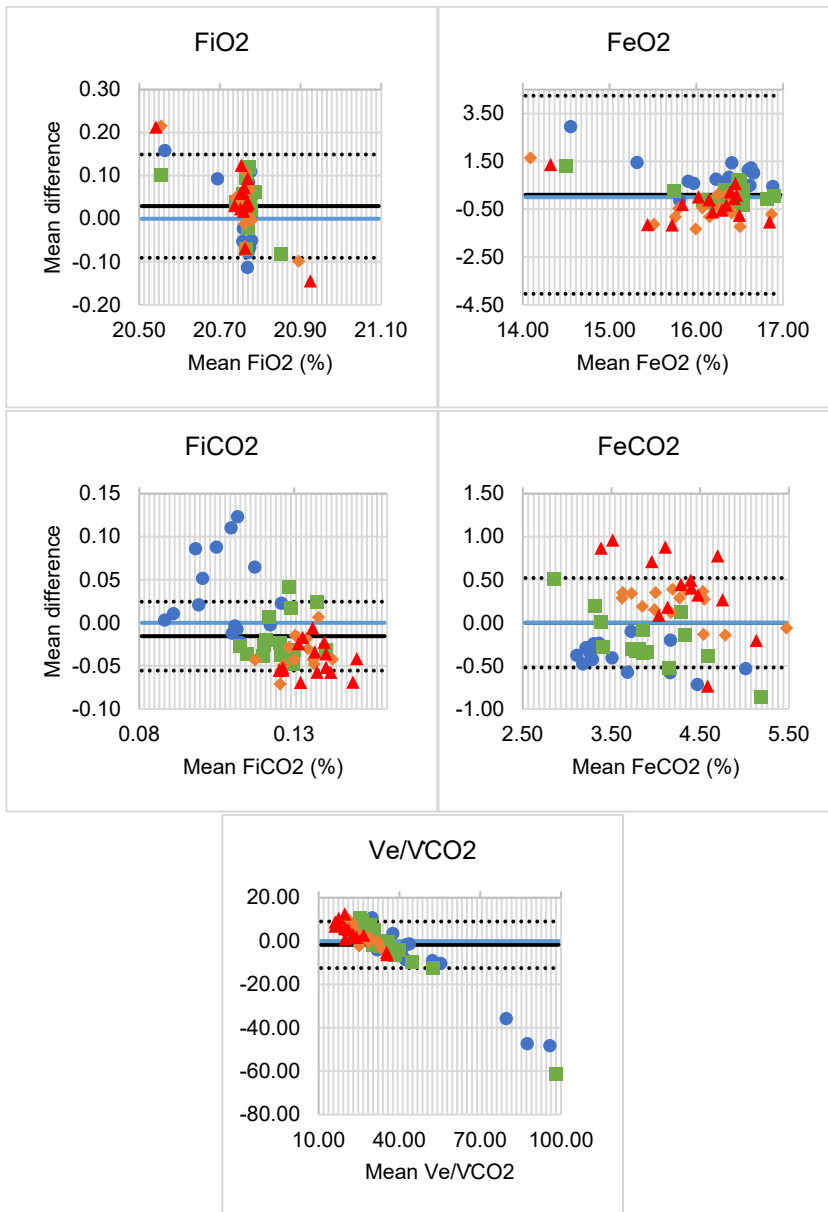 FiO2
0.30
0.20
0.10
0.00
-0.10
-0.20
Mean difference
20.50 20.70 20.90 21.10
Mean FiO2 (%)
FeO2
3.50
1.50
-0.50
-2.50
-4.50
14.00 15.00 16.00 17.00
Mean FeO2 (%)
FiCO2
0.15
0.10
0.05
0.00
-0.05
-0.10
Mean difference
0.08 0.13
Mean FiCO2 (%)
FeCO2
1.50
1.00
0.50
0.00
-0.50
-1.00
2.50 3.50 4.50 5.50
Mean FeCO2 (%)
Ve/V̇CO2
20.00
0.00
-20.00
-40.00
-60.00
-80.00
10.00 40.00 70.00 100.00
Mean Ve/V̇CO2